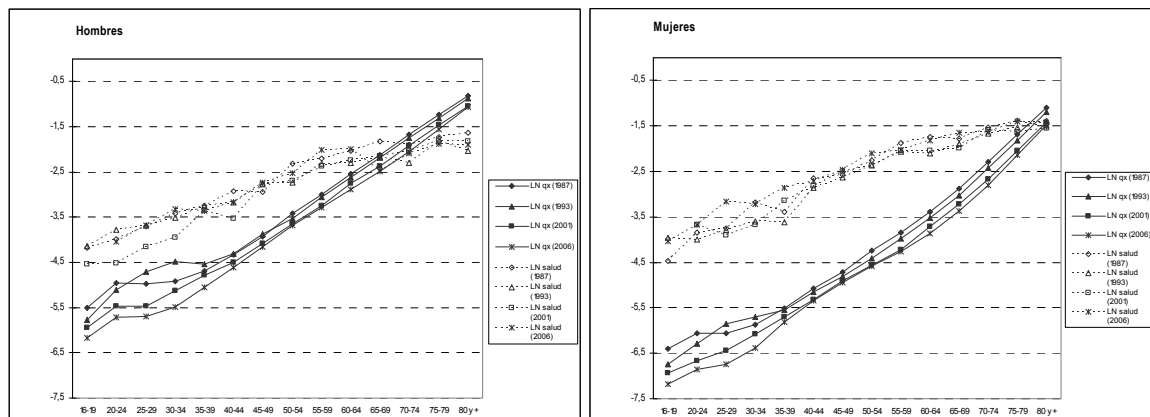 Hombres
-0,5
-1,5
-2,5
-3,5
-4,5
-5,5
-6,5
-7,5
16-19 20-24 25-29 30-34 35-39 40-44 45-49 50-54 55-59 60-64 65-69 70-74 75-79 80 y +
LN qx (1987)
LN qx (1993)
LN qx (2001)
LN qx (2006)
LN salud
(1987)
LN salud
(1993)
LN salud
(2001)
LN salud
(2006)
Mujeres
-0,5
-1,5
-2,5
-3,5
-4,5
-5,5
-6,5
-7,5
16-19 20-24 25-29 30-34 35-39 40-44 45-49 50-54 55-59 60-64 65-69 70-74 75-79 80 y +
LN qx (1987)
LN qx (1993)
LN qx (2001)
LN qx (2006)
LN salud
(1987)
LN salud
(1993)
LN salud
(2001)
LN salud
(2006)